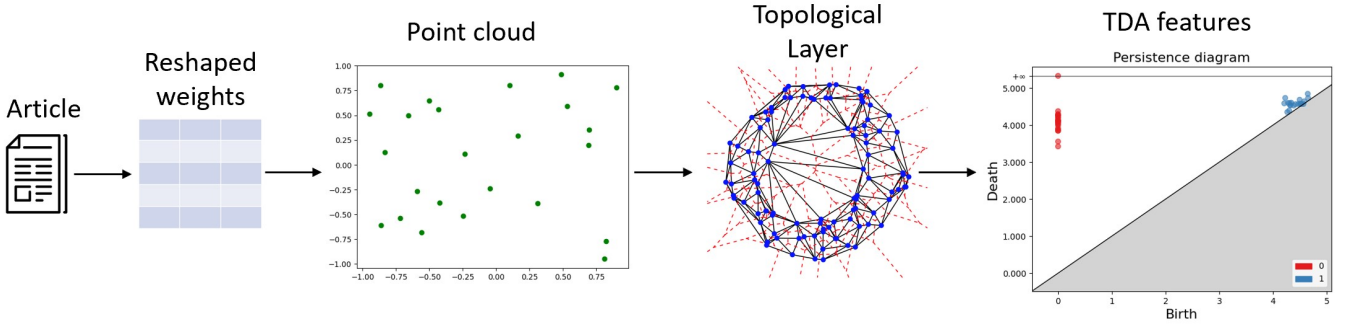 Article
Reshaped
weights
Point cloud
1.00
0.75
0.50
0.25
0.00
−0.25
−0.50
−0.75
−1.00
−1.00 −0.75 −0.50 −0.25 0.00 0.25 0.50 0.75
Topological
Layer
TDA features
Persistence diagram
+∞
5.000
4.000
3.000
2.000
1.000
0.000
Death
0 1 2 3 4 5
Birth
0
1